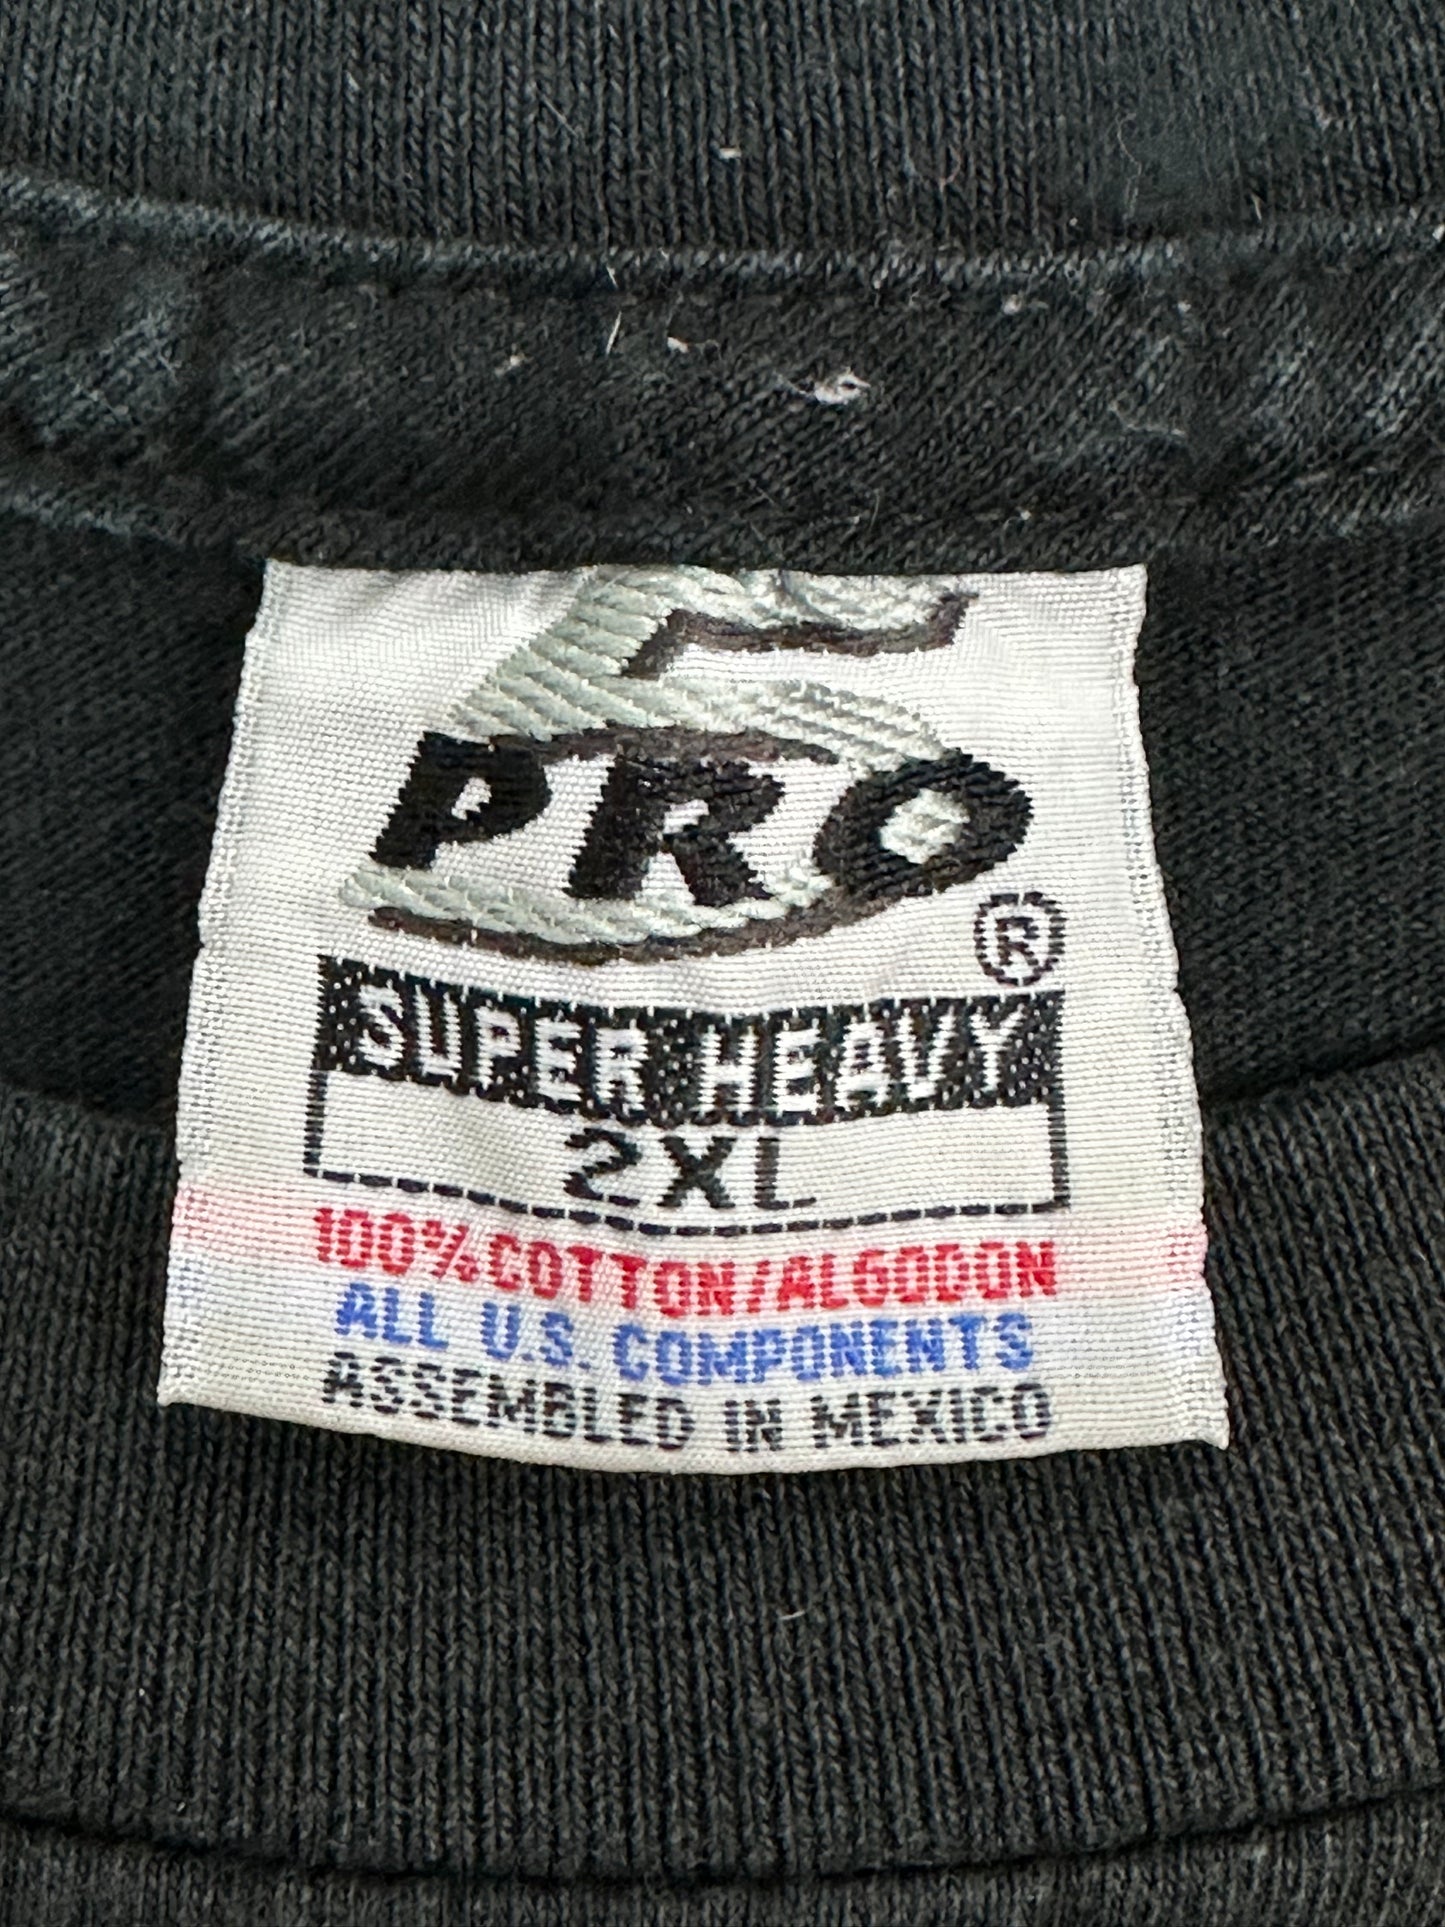 PRO
®
SUPER HEAVY
2XL
100% COTTON/ALGODON
ALL U.S. COMPONENTS
ASSEMBLED IN MEXICO